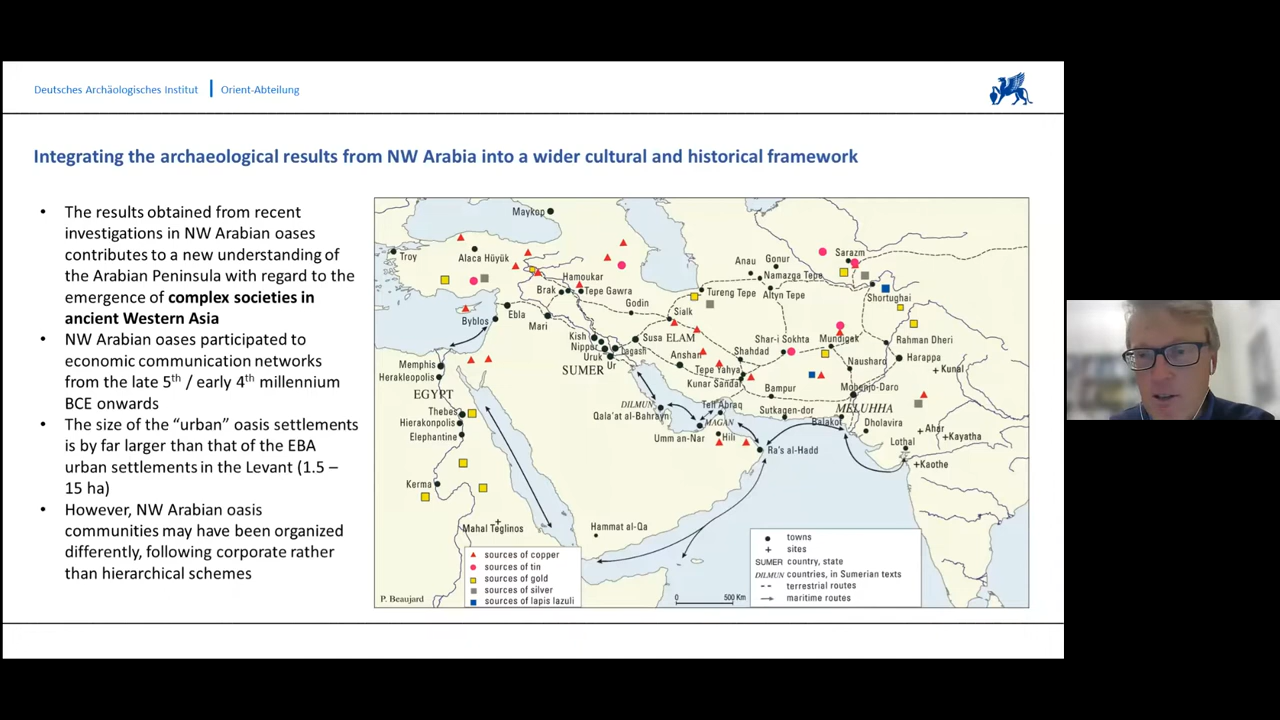 Deutsches Archäologisches Institut | Orient-Abteilung
Integrating the archaeological results from NW Arabia into a wider cultural and historical framework
• The results obtained from recent
investigations in NW Arabian oases
contributes to a new understanding of
the Arabian Peninsula with regard to the
emergence of complex societies in
ancient Western Asia
• NW Arabian oases participated to
economic communication networks
from the late 5th / early 4th millennium
BCE onwards
• The size of the “urban” oasis settlements
is by far larger than that of the EBA
urban settlements in the Levant (1.5 –
15 ha)
• However, NW Arabian oasis
communities may have been organized
differently, following corporate rather
than hierarchical schemes
Maykop
Troy
Alaca Hüyük
Hamoukar
Brak
Tepe Gawra
Godin
Ebla
Mari
Byblos
Kish
Nippur
Uruk
Lagash
Ur
SUMER
Susa
ELAM
Sialk
Anshan
Tepe Yahya
Kunar Sandal
Shahdad
Shar-i Sokhta
Mundigak
Anau
Gonur
Namazga Tepe
Tureng Tepe
Altyn Tepe
Sarazm
Shortughai
Rahman Dheri
Harappa
Kunal
Nausharo
Mohenjo-Daro
Bampur
Sutkagen-dor
MELUHHA
Balakot
Dholavira
Ahar
Kayatha
Lothal
Kaothe
Memphis
Herakleopolis
EGYPT
Thebes
Hierakonpolis
Elephantine
Kerma
Mahal Teglinos
DILMUN
Qala'at al-Bahrayn
Tell Abraq
MAGAN
Umm an-Nar
Hili
Ra's al-Hadd
Hammat al-Qa
sources of copper
sources of tin
sources of gold
sources of silver
sources of lapis lazuli
P. Beaujard
0 500 Km
towns
sites
SUMER country, state
DILMUN countries, in Sumerian texts
terrestrial routes
maritime routes